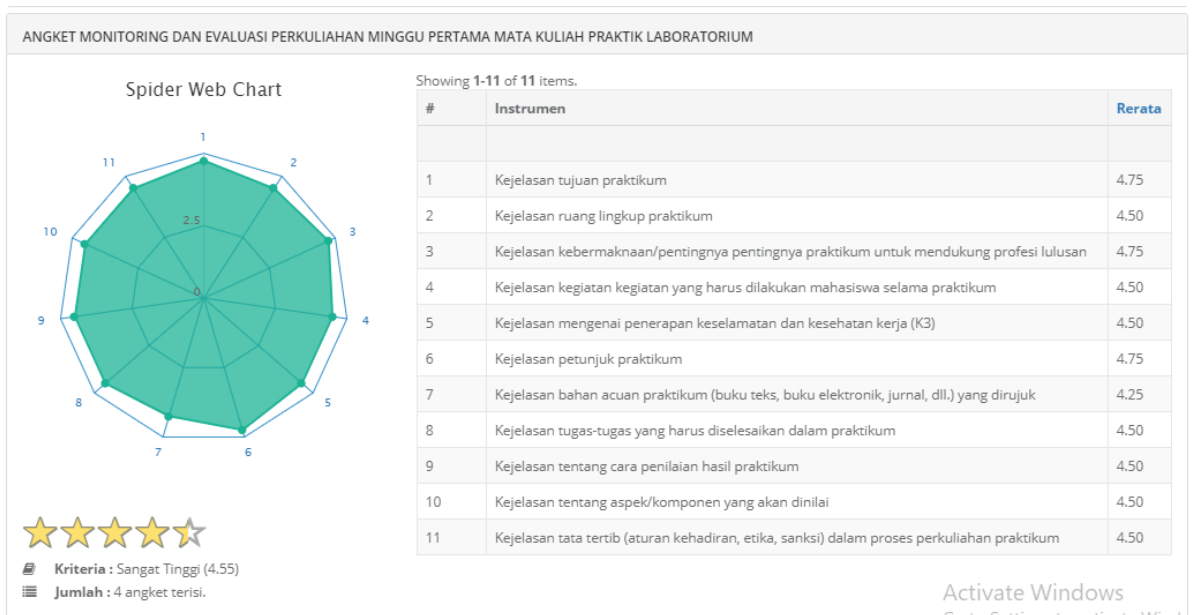 ANGKET MONITORING DAN EVALUASI PERKULIAHAN MINGGU PERTAMA MATA KULIAH PRAKTIK LABORATORIUM
Spider Web Chart
1
2
3
4
5
6
7
8
9
10
11
2.5
0
Kriteria : Sangat Tinggi (4.55)
Jumlah : 4 angket terisi.
Showing 1-11 of 11 items.
# Instrumen Rerata
1 Kejelasan tujuan praktikum 4.75
2 Kejelasan ruang lingkup praktikum 4.50
3 Kejelasan kebermaknaan/pentingnya pentingnya praktikum untuk mendukung profesi lulusan 4.75
4 Kejelasan kegiatan kegiatan yang harus dilakukan mahasiswa selama praktikum 4.50
5 Kejelasan mengenai penerapan keselamatan dan kesehatan kerja (K3) 4.50
6 Kejelasan petunjuk praktikum 4.75
7 Kejelasan bahan acuan praktikum (buku teks, buku elektronik, jurnal, dll.) yang dirujuk 4.25
8 Kejelasan tugas-tugas yang harus diselesaikan dalam praktikum 4.50
9 Kejelasan tentang cara penilaian hasil praktikum 4.50
10 Kejelasan tentang aspek/komponen yang akan dinilai 4.50
11 Kejelasan tata tertib (aturan kehadiran, etika, sanksi) dalam proses perkuliahan praktikum 4.50
Activate Windows